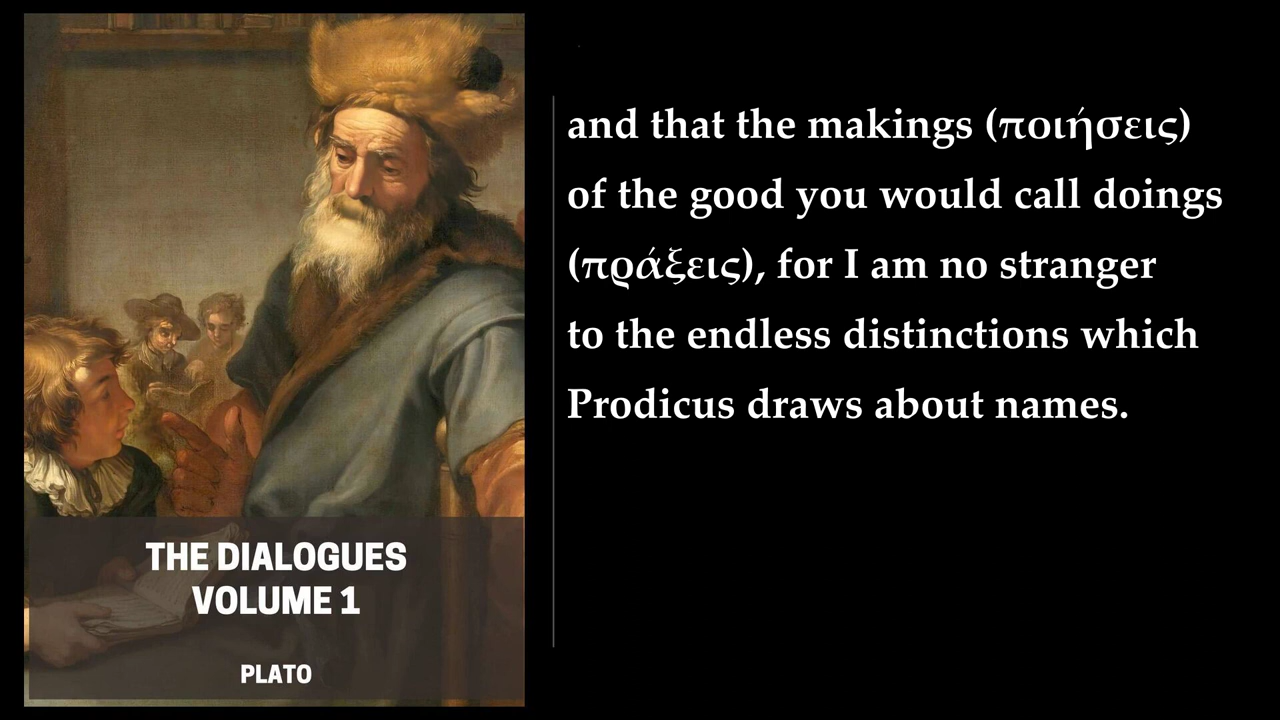 THE DIALOGUES
VOLUME 1
PLATO
and that the makings (ποιήσεις)
of the good you would call doings
(πράξεις), for I am no stranger
to the endless distinctions which
Prodicus draws about names.